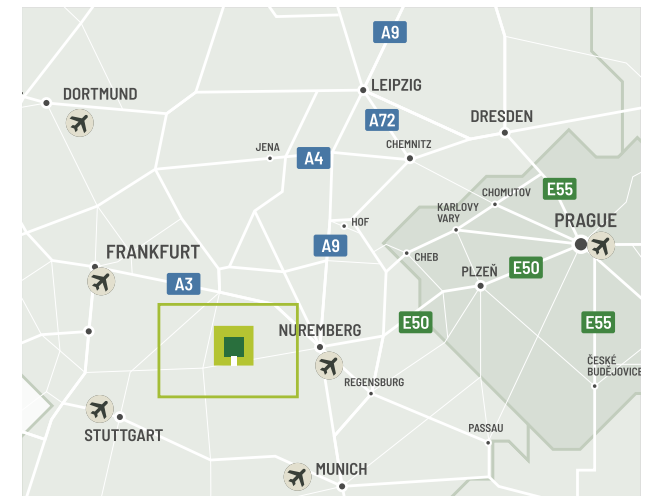 A9
LEIPZIG
DORTMUND
A72
DRESDEN
JENA
A4
CHEMNITZ
CHOMUTOV
E55
KARLOVY
VARY
PRAGUE
HOF
A9
FRANKFURT
CHEB
E50
PLZEŇ
A3
NUREMBERG
E50
E55
ČESKÉ
BUDĚJOVICE
REGENSBURG
STUTTGART
PASSAU
MUNICH